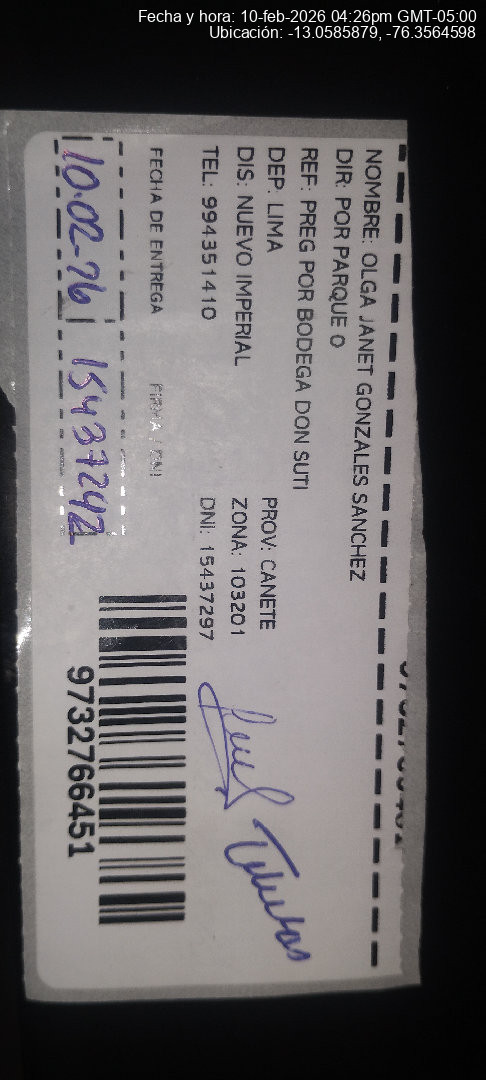 Fecha y hora: 10-feb-2026 04:26pm GMT-05:00
Ubicación: -13.0585879, -76.3564598
NOMBRE: OLGA JANET GONZALES SANCHEZ
DIR: POR PARQUE O
REF: PREG POR BODEGA DON SUTI
DEP: LIMA PROV: CANETE
DIS: NUEVO IMPERIAL ZONA: 103201
TEL: 994351410 DNI: 15437297
FECHA DE ENTREGA FIRMA / DNI
10.02-26 15437242
9732766451